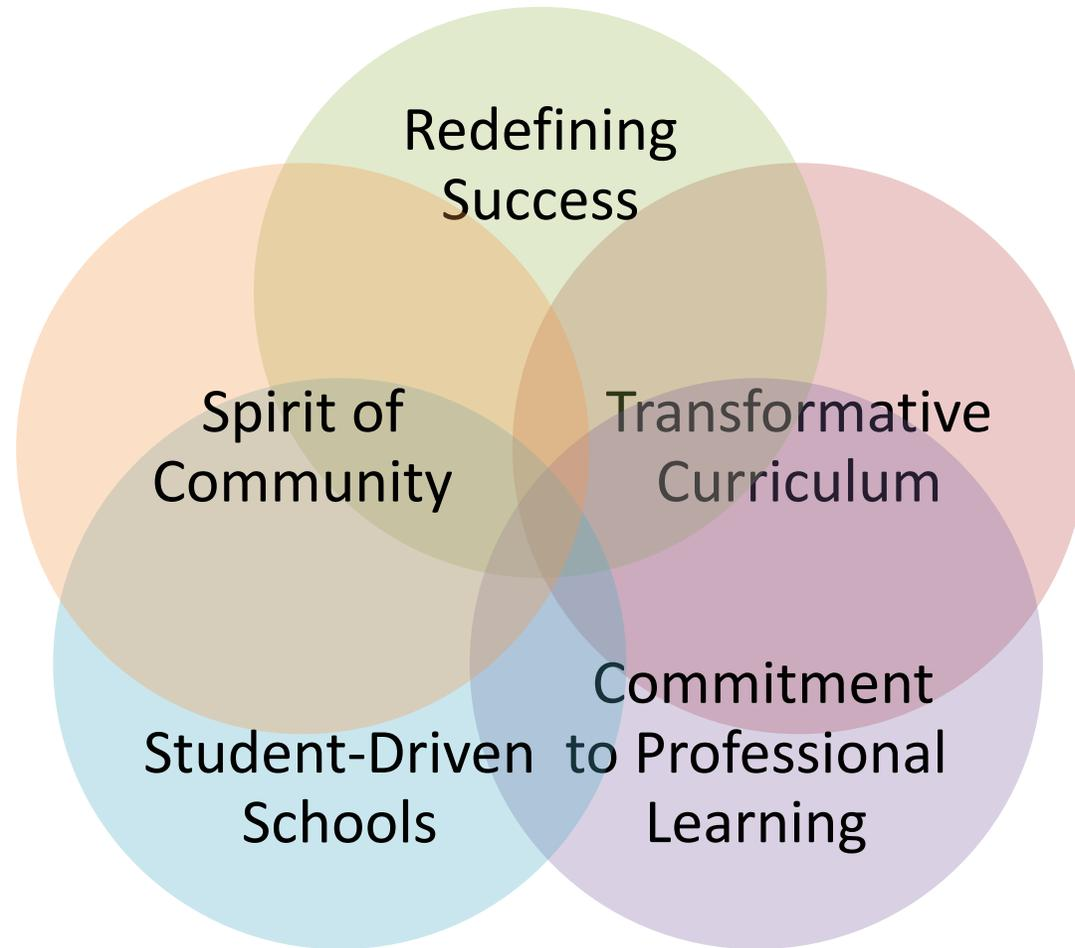 Redefining
Success
Spirit of
Community
Transformative
Curriculum
Student-Driven
Schools
Commitment
to Professional
Learning